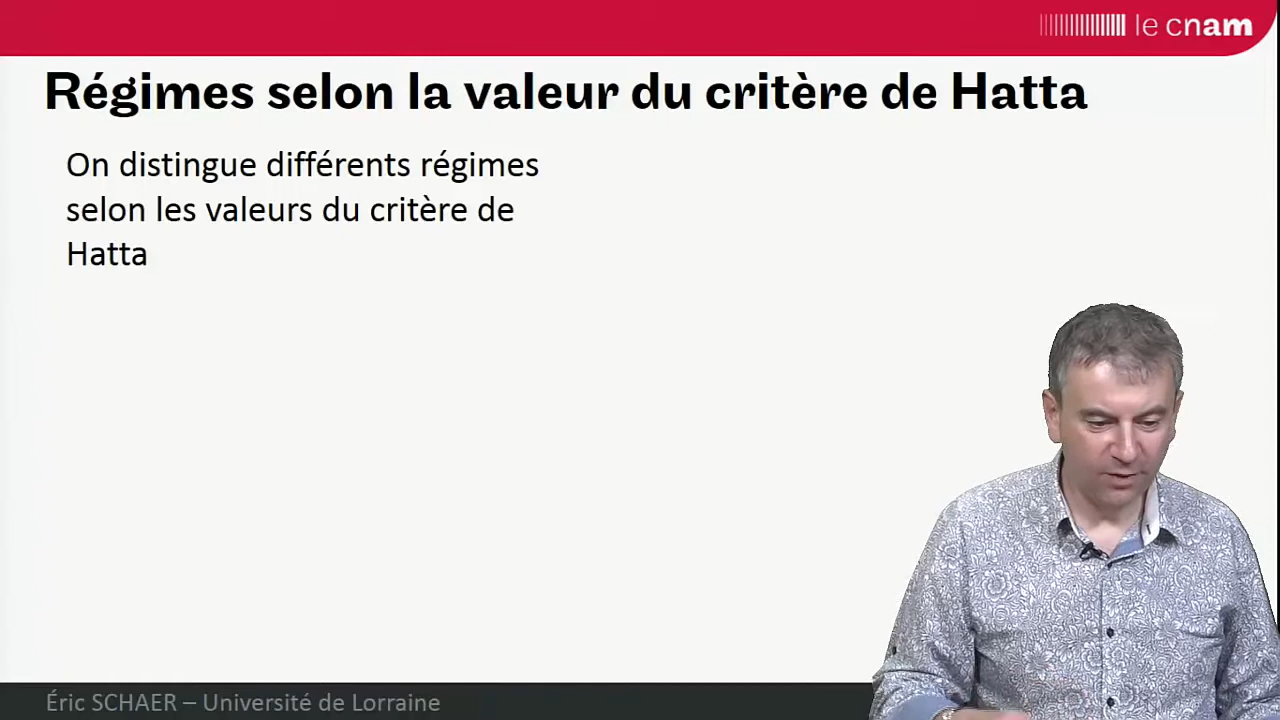 le cnam
Régimes selon la valeur du critère de Hatta
On distingue différents régimes
selon les valeurs du critère de
Hatta
Éric SCHAER – Université de Lorraine